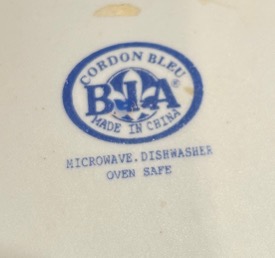 CORDON BLEU
BIA®
MADE IN CHINA
MICROWAVE.DISHWASHER
OVEN SAFE